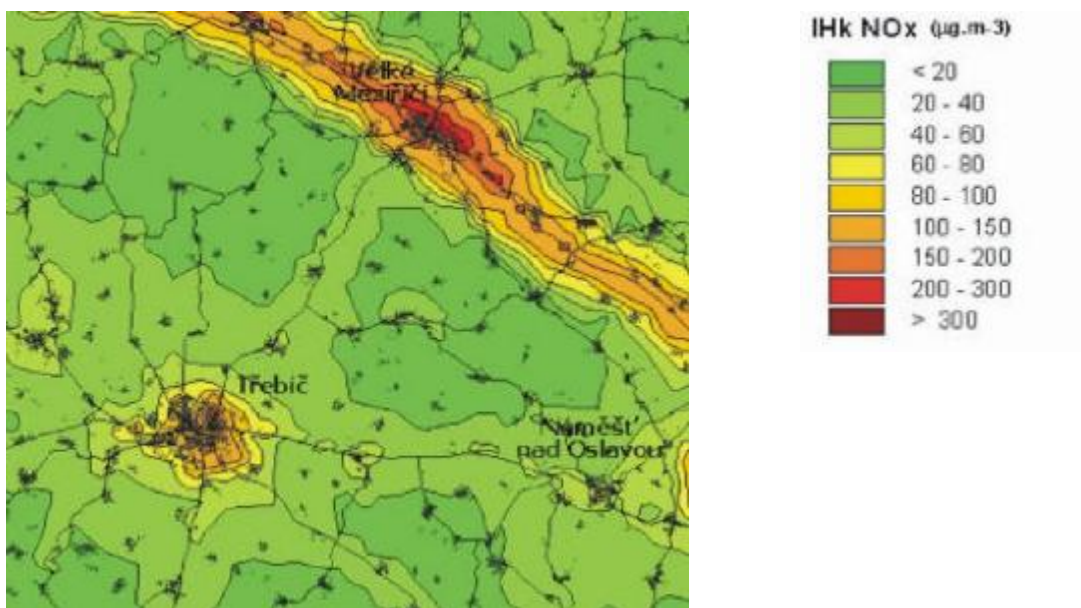 Velké
Meziříčí
Třebíč
Náměšť
nad Oslavou
IHk NOx (µg.m-3)
< 20
20 - 40
40 - 60
60 - 80
80 - 100
100 - 150
150 - 200
200 - 300
> 300